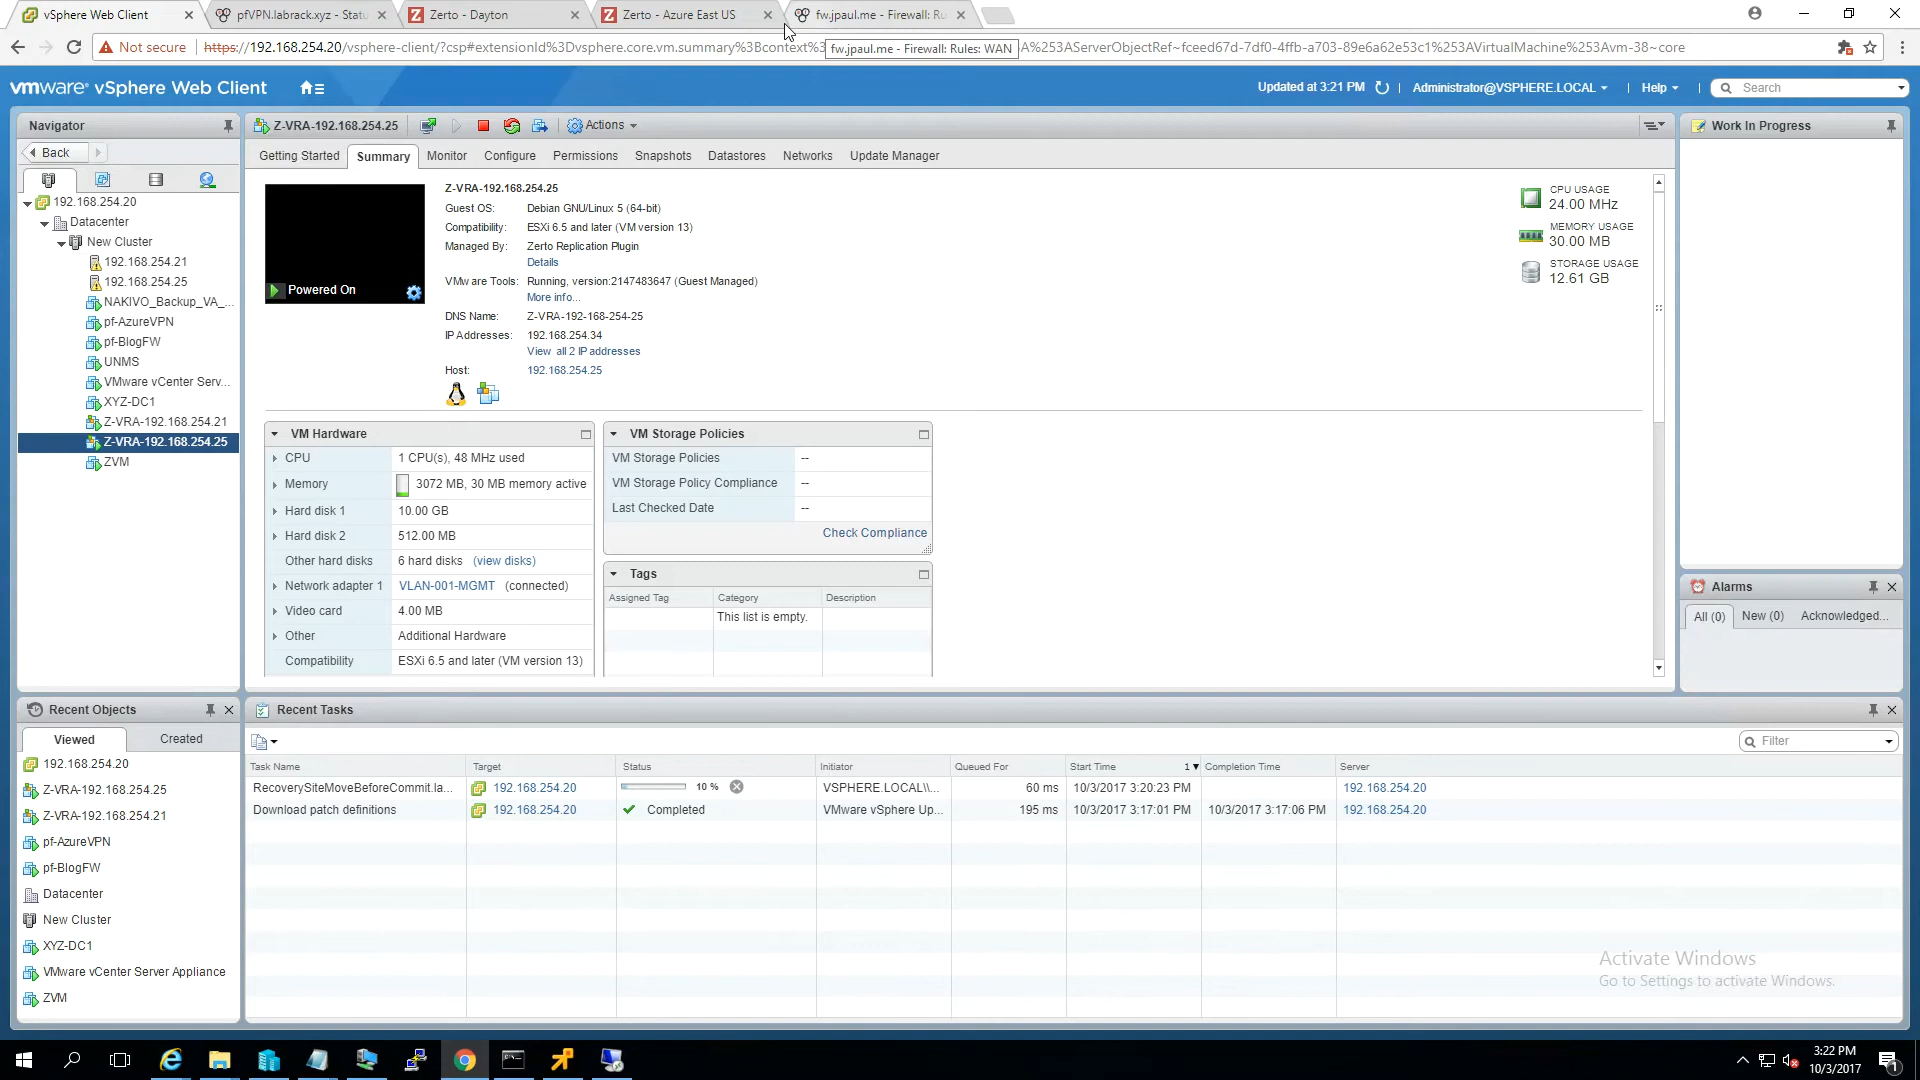 vSphere Web Client
pfVPN.labrack.xyz - Statu
Zerto - Dayton
Zerto - Azure East US
fw.jpaul.me - Firewall: Ru
Not secure
https://192.168.254.20/vsphere-client/?csp#extensionId%3Dvsphere.core.vm.summary%3Bcontext%3
A%253AServerObjectRef~fceed67d-7df0-4ffb-a703-89e6a62e53c1%253AVirtualMachine%253Avm-38~core
fw.jpaul.me - Firewall: Rules: WAN
vmware® vSphere Web Client
Updated at 3:21 PM
Administrator@VSPHERE.LOCAL
Help
Search
Navigator
Back
192.168.254.20
Datacenter
New Cluster
192.168.254.21
192.168.254.25
NAKIVO_Backup_VA_...
pf-AzureVPN
pf-BlogFW
UNMS
VMware vCenter Serv...
XYZ-DC1
Z-VRA-192.168.254.21
Z-VRA-192.168.254.25
ZVM
Z-VRA-192.168.254.25
Actions
Getting Started
Summary
Monitor
Configure
Permissions
Snapshots
Datastores
Networks
Update Manager
Powered On
Z-VRA-192.168.254.25
Guest OS: Debian GNU/Linux 5 (64-bit)
Compatibility: ESXi 6.5 and later (VM version 13)
Managed By: Zerto Replication Plugin
Details
VMware Tools: Running, version:2147483647 (Guest Managed)
More info...
DNS Name: Z-VRA-192-168-254-25
IP Addresses: 192.168.254.34
View all 2 IP addresses
Host: 192.168.254.25
CPU USAGE
24.00 MHz
MEMORY USAGE
30.00 MB
STORAGE USAGE
12.61 GB
VM Hardware
CPU 1 CPU(s), 48 MHz used
Memory 3072 MB, 30 MB memory active
Hard disk 1 10.00 GB
Hard disk 2 512.00 MB
Other hard disks 6 hard disks (view disks)
Network adapter 1 VLAN-001-MGMT (connected)
Video card 4.00 MB
Other Additional Hardware
Compatibility ESXi 6.5 and later (VM version 13)
VM Storage Policies
VM Storage Policies --
VM Storage Policy Compliance --
Last Checked Date --
Check Compliance
Tags
Assigned Tag Category Description
This list is empty.
Work In Progress
Alarms
All (0) New (0) Acknowledged...
Recent Objects
Viewed Created
192.168.254.20
Z-VRA-192.168.254.25
Z-VRA-192.168.254.21
pf-AzureVPN
pf-BlogFW
Datacenter
New Cluster
XYZ-DC1
VMware vCenter Server Appliance
ZVM
Recent Tasks
Filter
Task Name Target Status Initiator Queued For Start Time 1 Completion Time Server
RecoverySiteMoveBeforeCommit.la... 192.168.254.20 10 % VSPHERE.LOCAL\\... 60 ms 10/3/2017 3:20:23 PM 192.168.254.20
Download patch definitions 192.168.254.20 Completed VMware vSphere Up... 195 ms 10/3/2017 3:17:01 PM 10/3/2017 3:17:06 PM 192.168.254.20
Activate Windows
Go to Settings to activate Windows.
3:22 PM
10/3/2017
1